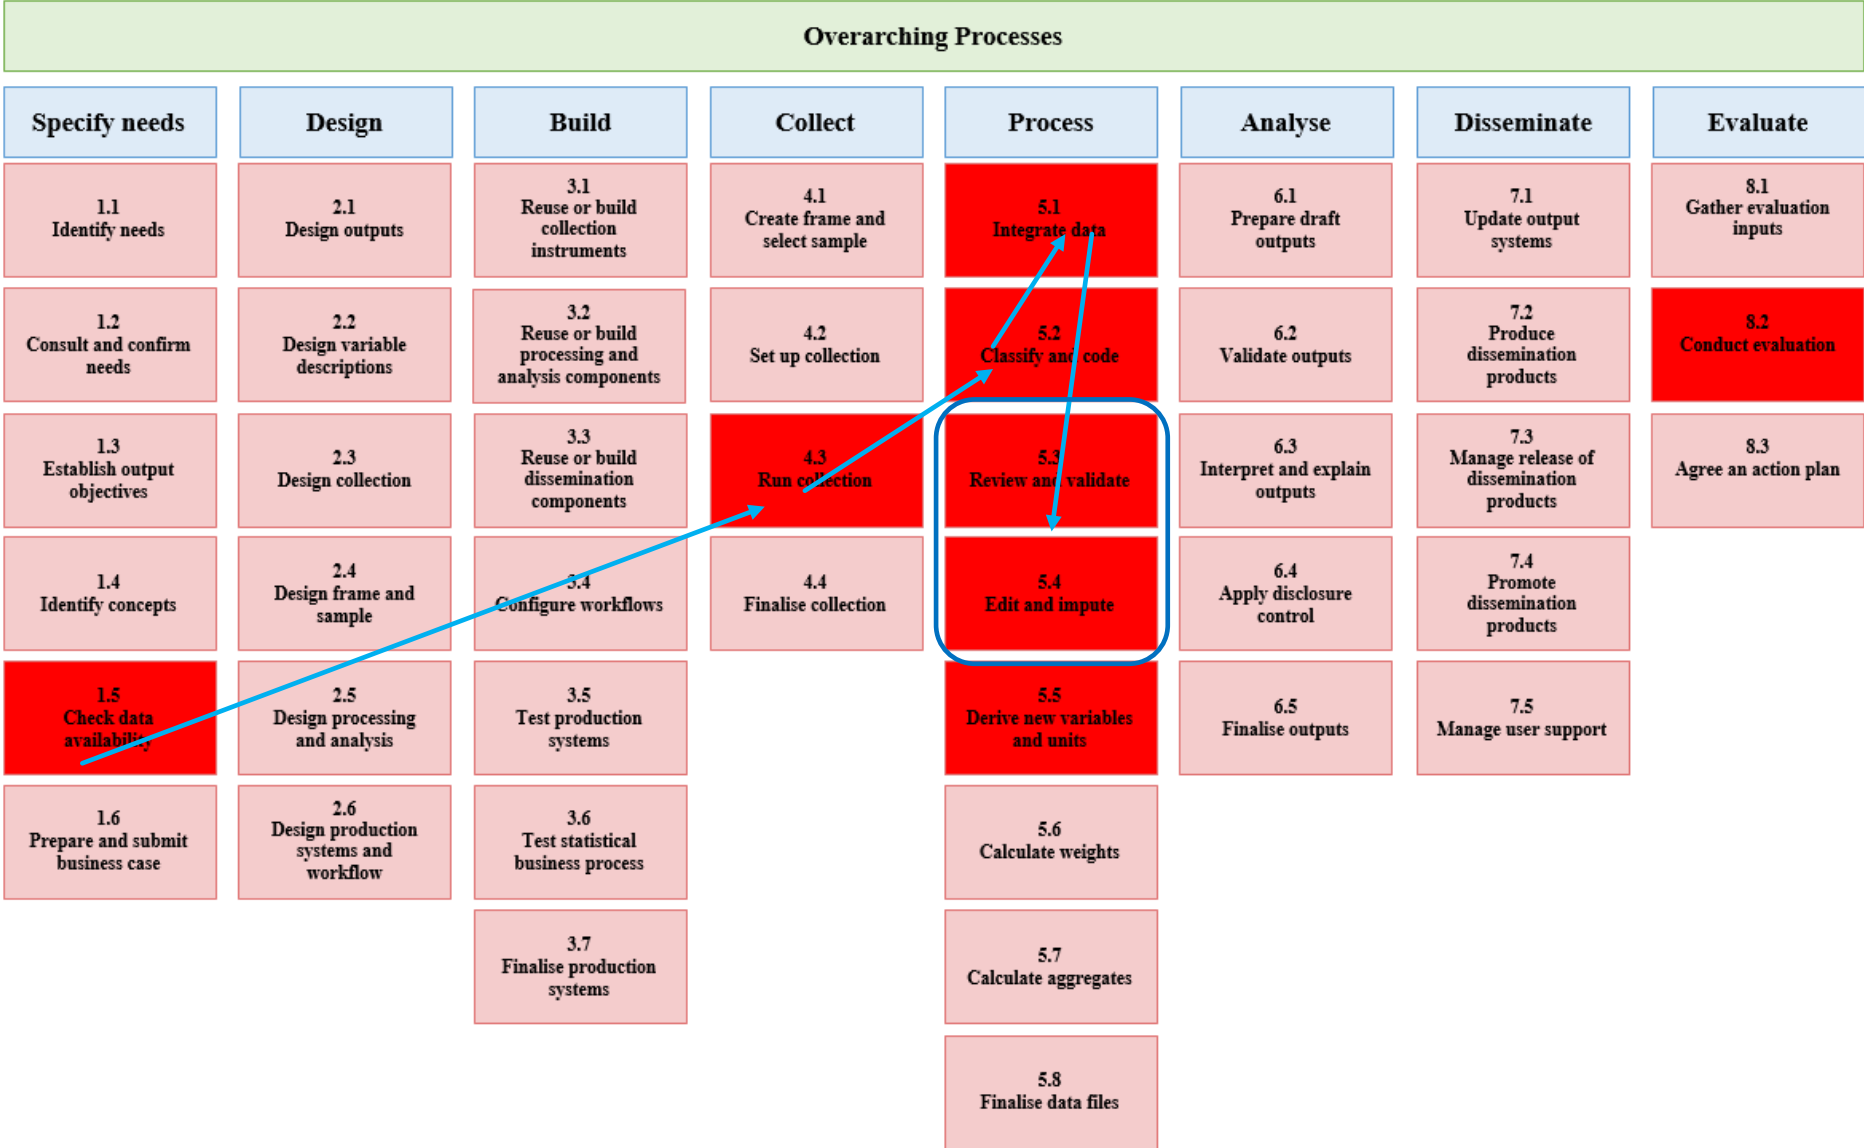 Overarching Processes
Specify needs
Design
Build
Collect
Process
Analyse
Disseminate
Evaluate
1.1
Identify needs
1.2
Consult and confirm
needs
1.3
Establish output
objectives
1.4
Identify concepts
1.5
Check data
availability
1.6
Prepare and submit
business case
2.1
Design outputs
2.2
Design variable
descriptions
2.3
Design collection
2.4
Design frame and
sample
2.5
Design processing
and analysis
2.6
Design production
systems and
workflow
3.1
Reuse or build
collection
instruments
3.2
Reuse or build
processing and
analysis components
3.3
Reuse or build
dissemination
components
3.4
Configure workflows
3.5
Test production
systems
3.6
Test statistical
business process
3.7
Finalise production
systems
4.1
Create frame and
select sample
4.2
Set up collection
4.3
Run collection
4.4
Finalise collection
5.1
Integrate data
5.2
Classify and code
5.3
Review and validate
5.4
Edit and impute
5.5
Derive new variables
and units
5.6
Calculate weights
5.7
Calculate aggregates
5.8
Finalise data files
6.1
Prepare draft
outputs
6.2
Validate outputs
6.3
Interpret and explain
outputs
6.4
Apply disclosure
control
6.5
Finalise outputs
7.1
Update output
systems
7.2
Produce
dissemination
products
7.3
Manage release of
dissemination
products
7.4
Promote
dissemination
products
7.5
Manage user support
8.1
Gather evaluation
inputs
8.2
Conduct evaluation
8.3
Agree an action plan